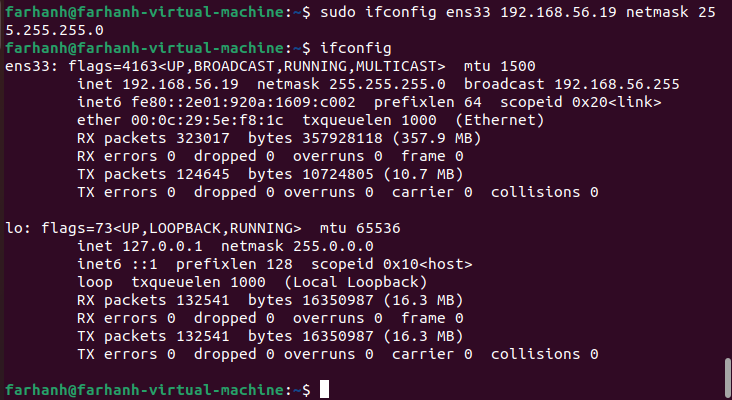 farhanh@farhanh-virtual-machine:~$ sudo ifconfig ens33 192.168.56.19 netmask 25
5.255.255.0
farhanh@farhanh-virtual-machine:~$ ifconfig
ens33: flags=4163<UP,BROADCAST,RUNNING,MULTICAST>  mtu 1500
        inet 192.168.56.19  netmask 255.255.255.0  broadcast 192.168.56.255
        inet6 fe80::2e01:920a:1609:c002  prefixlen 64  scopeid 0x20<link>
        ether 00:0c:29:5e:f8:1c  txqueuelen 1000  (Ethernet)
        RX packets 323017  bytes 357928118 (357.9 MB)
        RX errors 0  dropped 0  overruns 0  frame 0
        TX packets 124645  bytes 10724805 (10.7 MB)
        TX errors 0  dropped 0 overruns 0  carrier 0  collisions 0

lo: flags=73<UP,LOOPBACK,RUNNING>  mtu 65536
        inet 127.0.0.1  netmask 255.0.0.0
        inet6 ::1  prefixlen 128  scopeid 0x10<host>
        loop  txqueuelen 1000  (Local Loopback)
        RX packets 132541  bytes 16350987 (16.3 MB)
        RX errors 0  dropped 0  overruns 0  frame 0
        TX packets 132541  bytes 16350987 (16.3 MB)
        TX errors 0  dropped 0 overruns 0  carrier 0  collisions 0

farhanh@farhanh-virtual-machine:~$